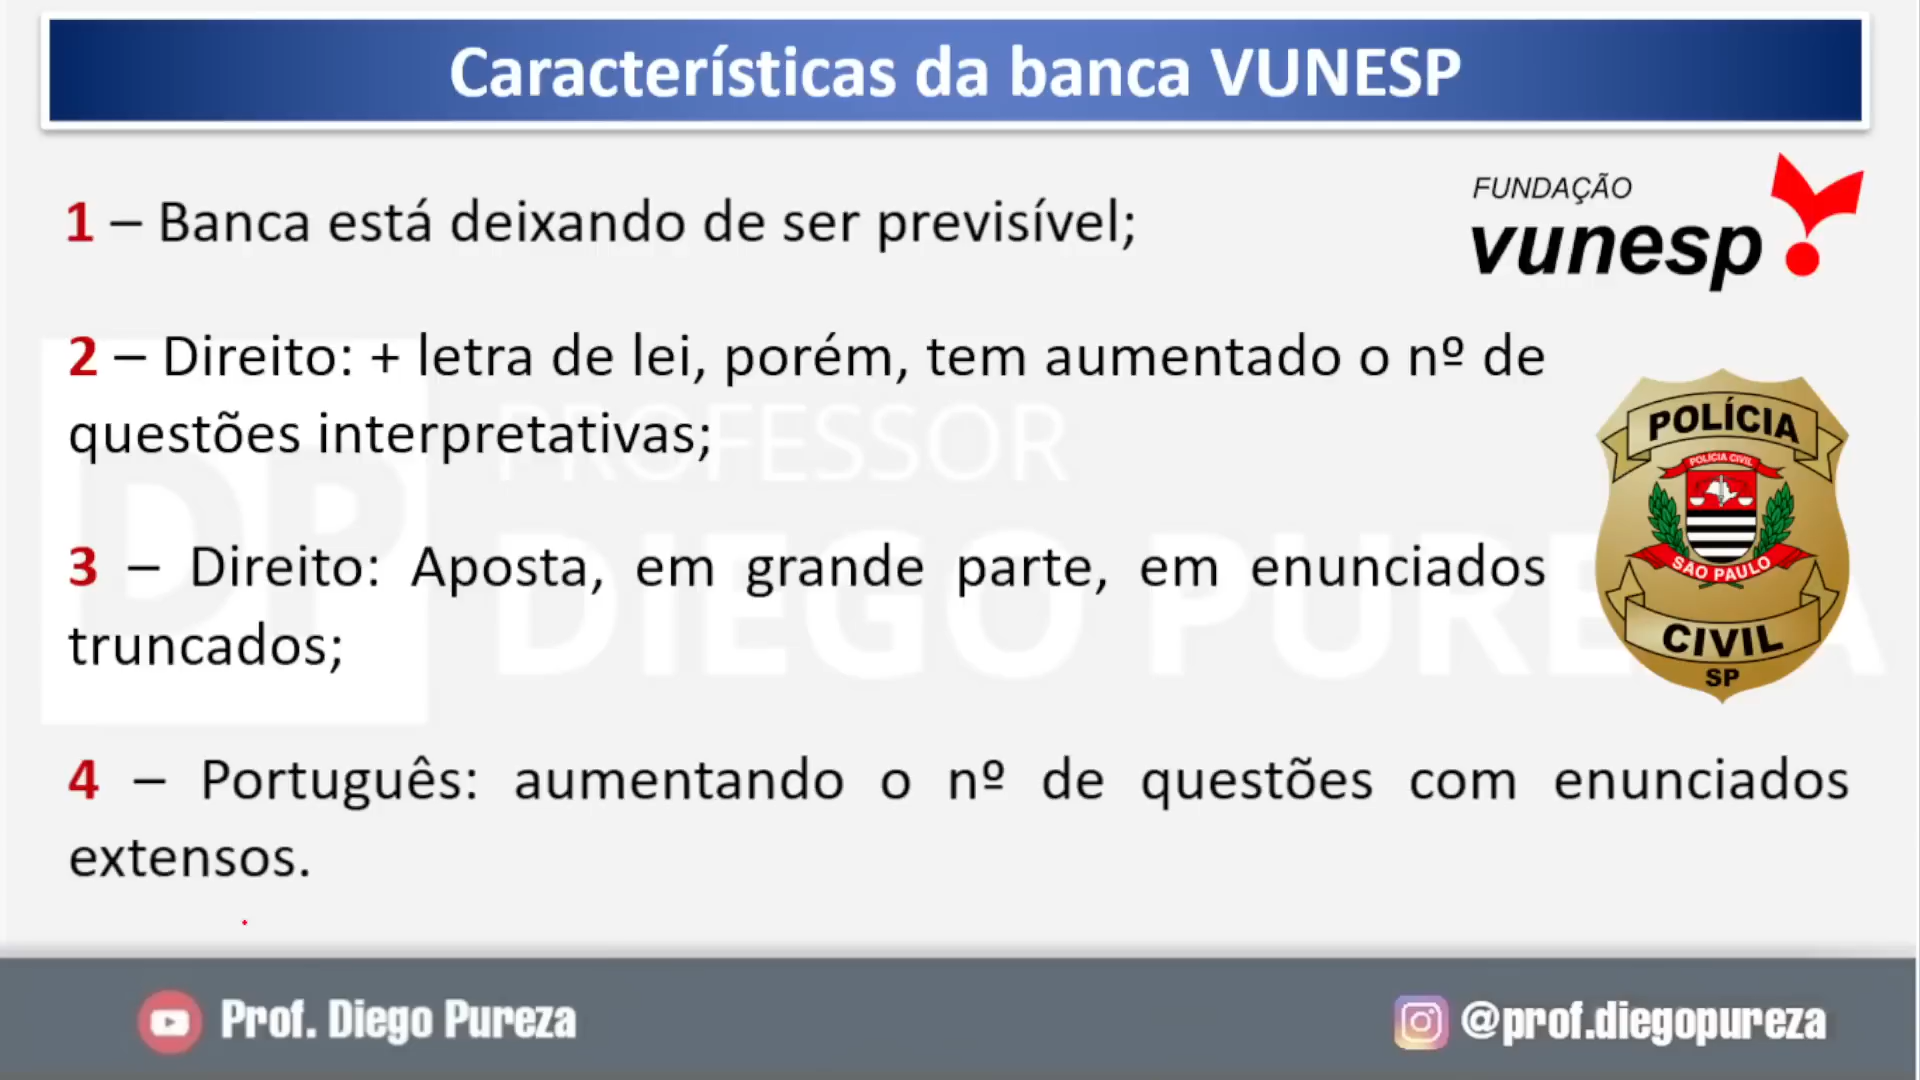 Características da banca VUNESP
FUNDAÇÃO
vunesp
1 – Banca está deixando de ser previsível;
2 – Direito: + letra de lei, porém, tem aumentado o nº de
questões interpretativas;
3 – Direito: Aposta, em grande parte, em enunciados
truncados;
4 – Português: aumentando o nº de questões com enunciados
extensos.
POLÍCIA
POLÍCIA CIVIL
SÃO PAULO
CIVIL
SP
DP
PROFESSOR
DIEGO PUREZA
Prof. Diego Pureza
@prof.diegopureza